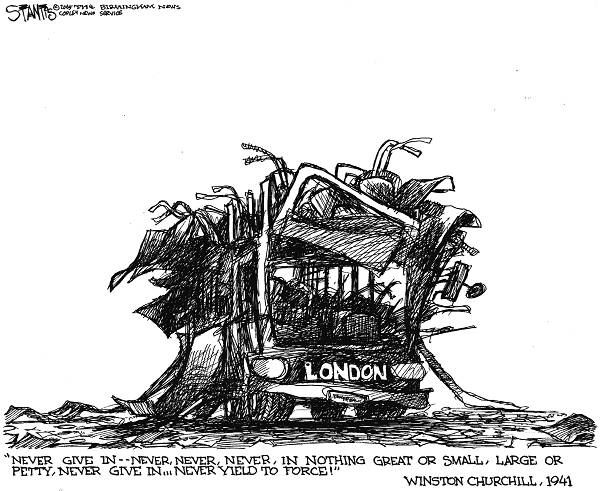 STANTIS ©2005 THE BIRMINGHAM NEWS
COPLEY NEWS SERVICE
LONDON
"NEVER GIVE IN--NEVER, NEVER, NEVER, IN NOTHING GREAT OR SMALL, LARGE OR
PETTY, NEVER GIVE IN... NEVER YIELD TO FORCE!"
WINSTON CHURCHILL, 1941